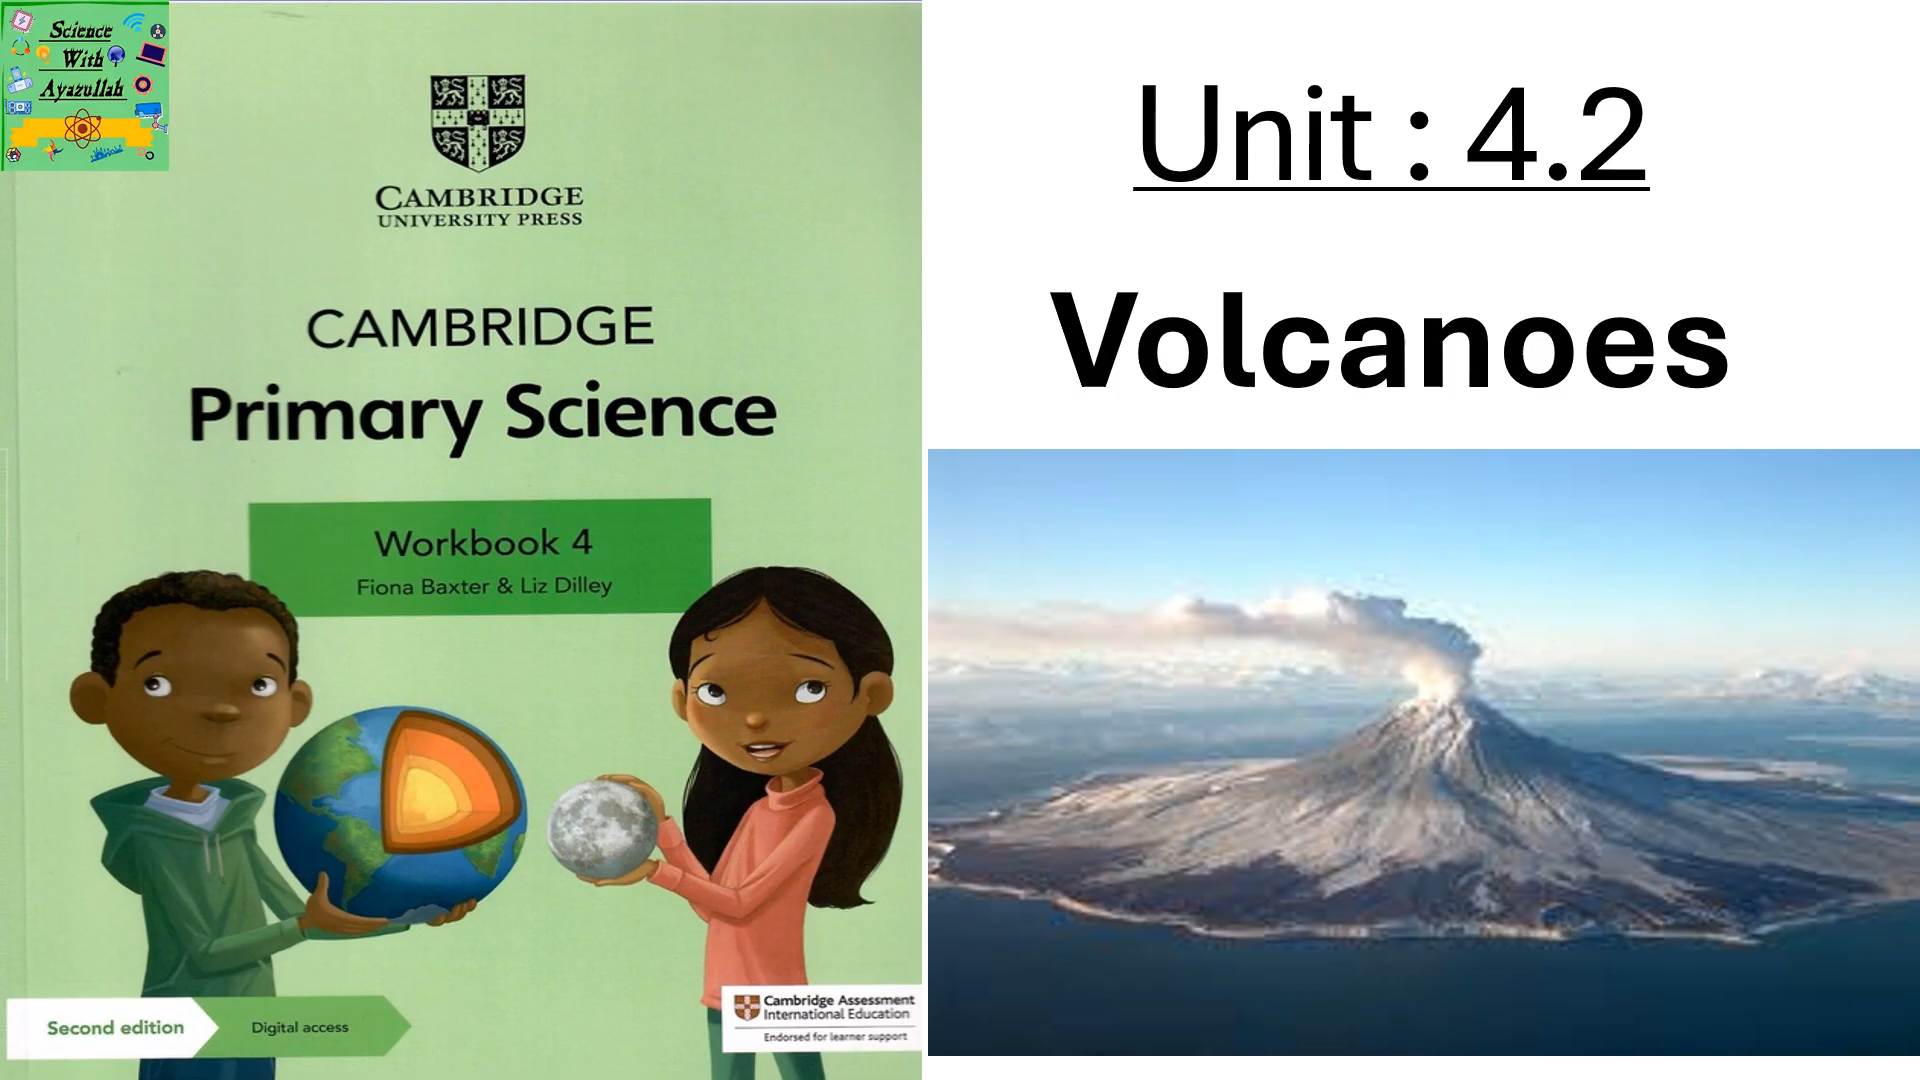 Science
With
Ayazullah
CAMBRIDGE
UNIVERSITY PRESS
CAMBRIDGE
Primary Science
Workbook 4
Fiona Baxter & Liz Dilley
Second edition
Digital access
Cambridge Assessment
International Education
Endorsed for learner support
Unit : 4.2
Volcanoes